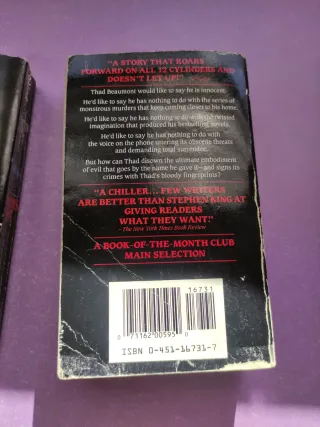 "A STORY THAT ROARS
FORWARD ON ALL 12 CYLINDERS AND
DOESN'T LET UP!"
Thad Beaumont would like to say he is innocent.
He'd like to say he has nothing to do with the series of
monstrous murders that keep coming closer to his home.
He'd like to say he has nothing to do with the twisted
imagination that produced his bestselling novels.
He'd like to say he has nothing to do with
the voice on the phone uttering its obscene threats
and demanding total surrender.
But how can Thad disown the ultimate embodiment
of evil that goes by the name he gave it—and signs its
crimes with Thad's bloody fingerprints?
"A CHILLER... FEW WRITERS
ARE BETTER THAN STEPHEN KING AT
GIVING READERS
WHAT THEY WANT!"
—The New York Times Book Review
A BOOK-OF-THE-MONTH CLUB
MAIN SELECTION
16731
0 71162 00595 0
ISBN 0-451-16731-7